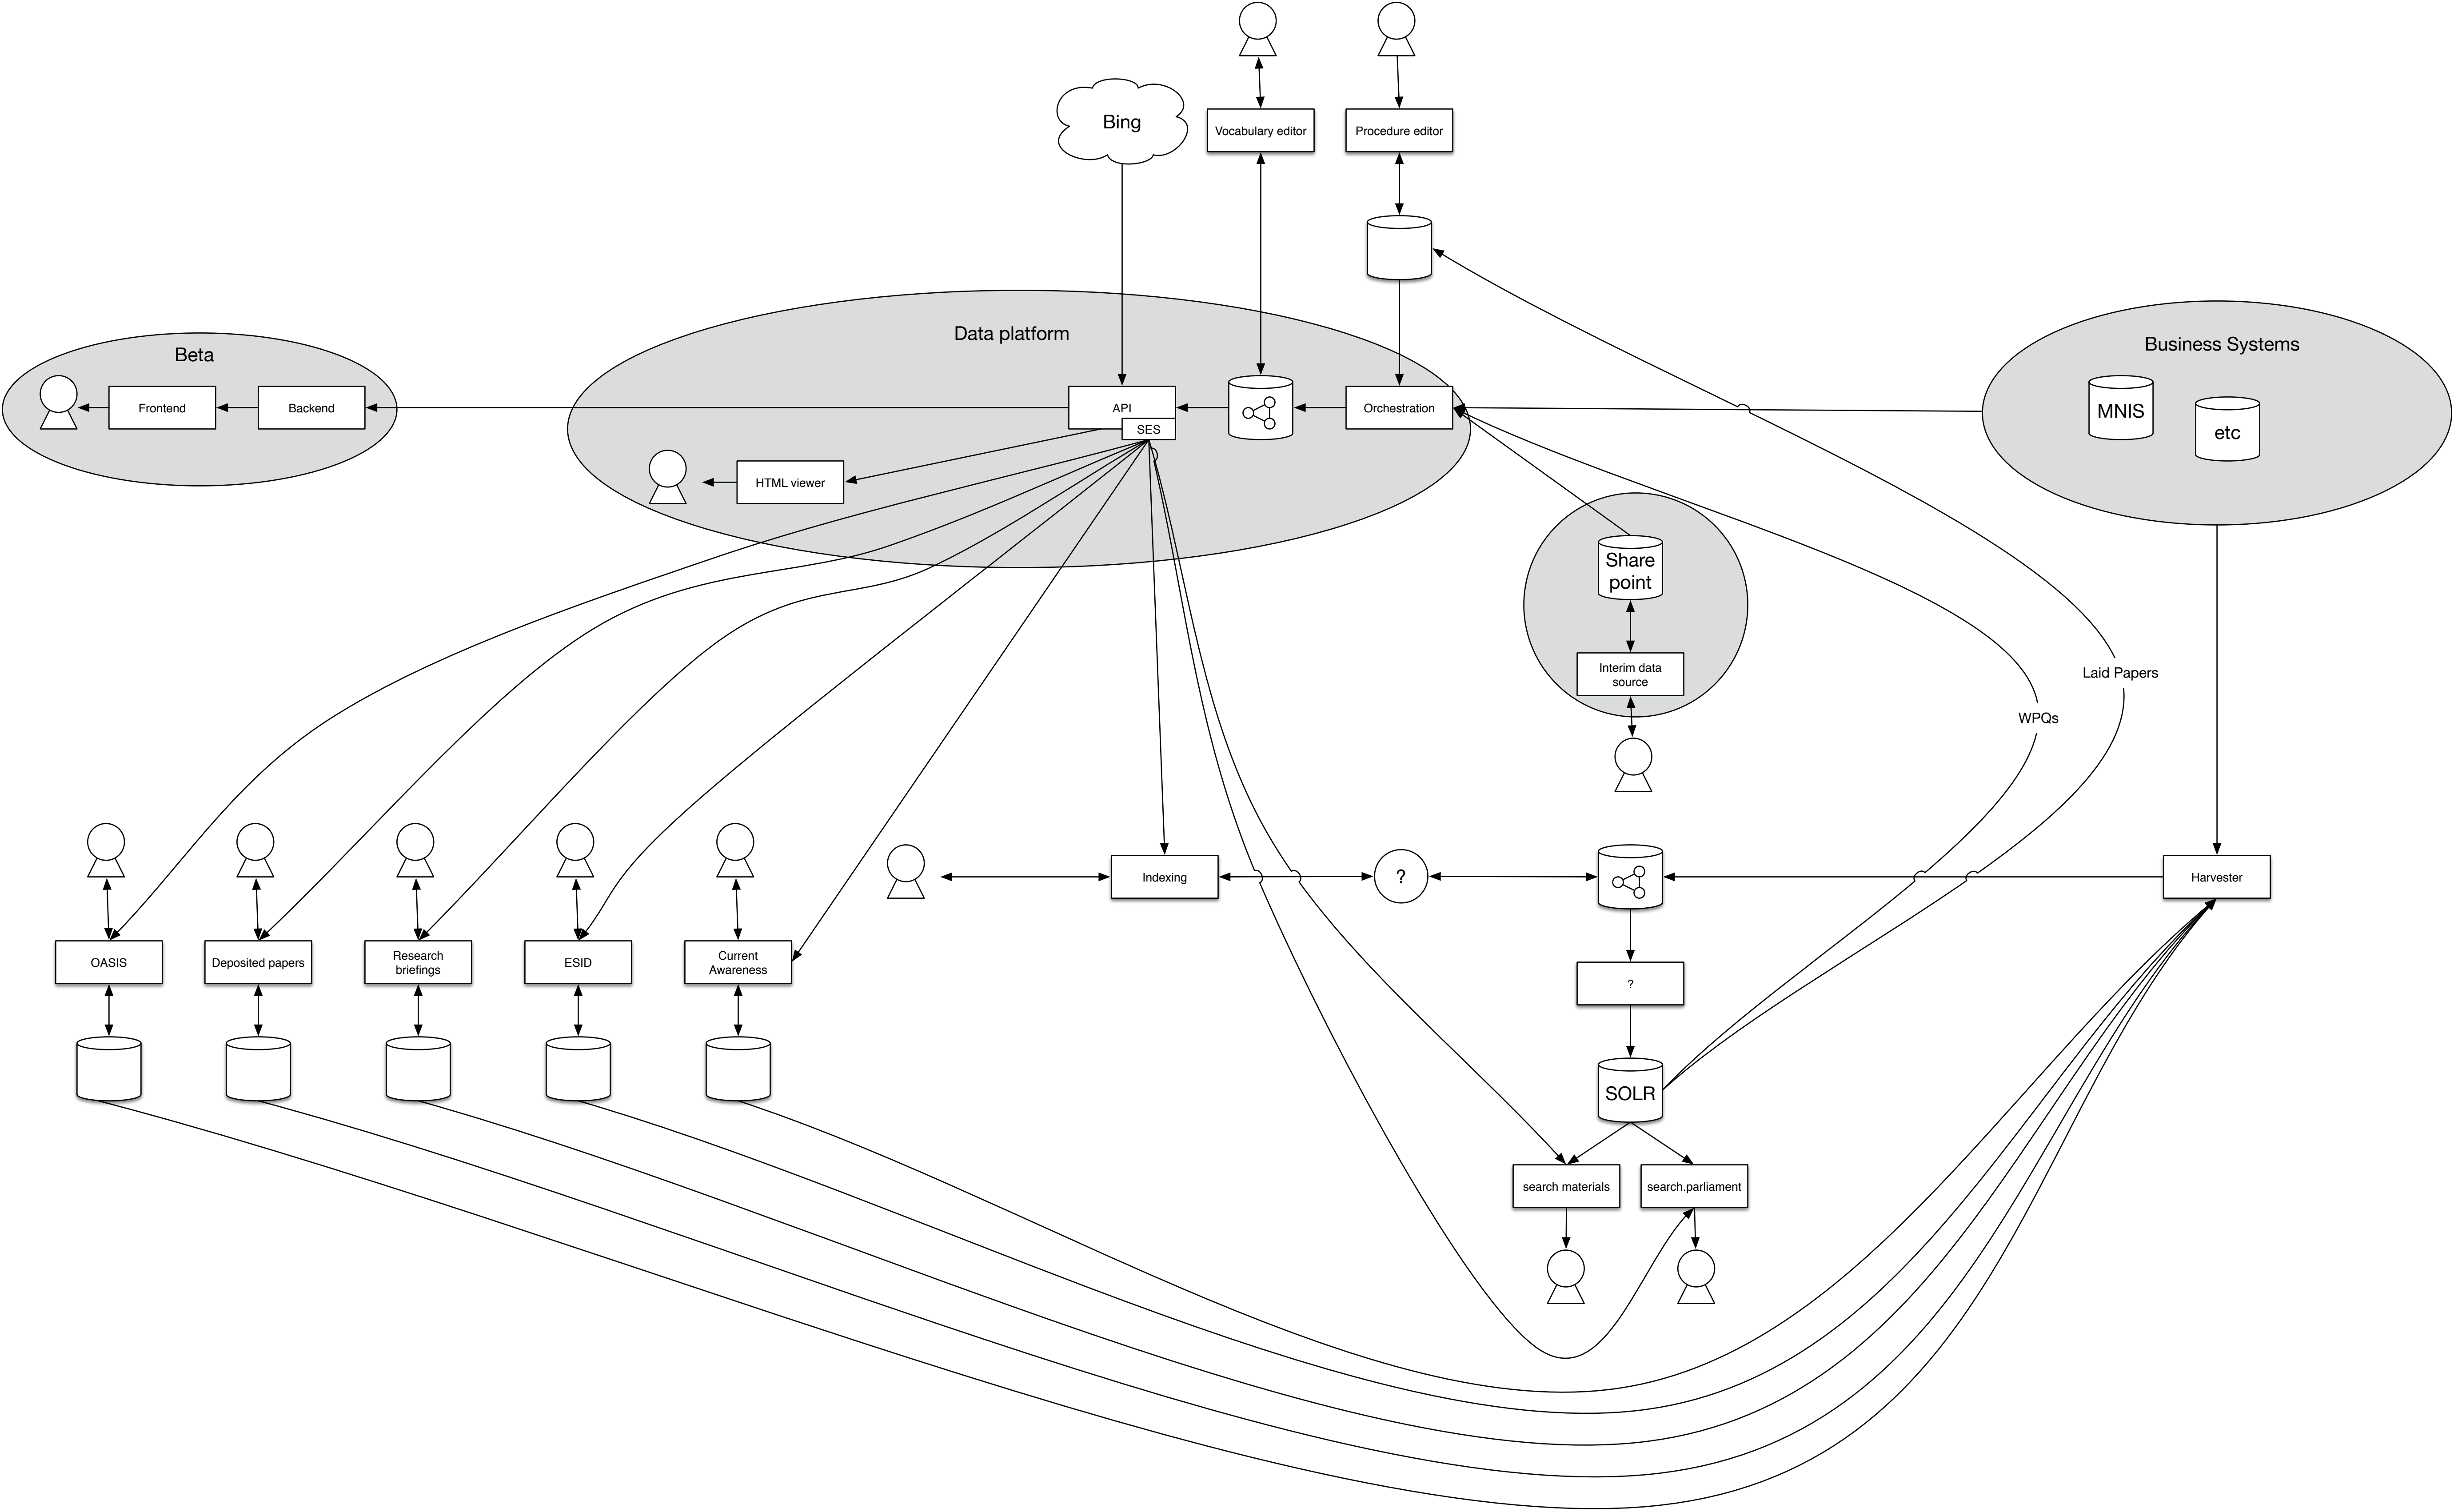 Bing
Vocabulary editor
Procedure editor
Data platform
Beta
Business Systems
Frontend
Backend
API
SES
Orchestration
MNIS
etc
HTML viewer
Share
point
Interim data
source
Laid Papers
WPQs
Indexing
?
Harvester
OASIS
Deposited papers
Research
briefings
ESID
Current
Awareness
?
SOLR
search materials
search.parliament